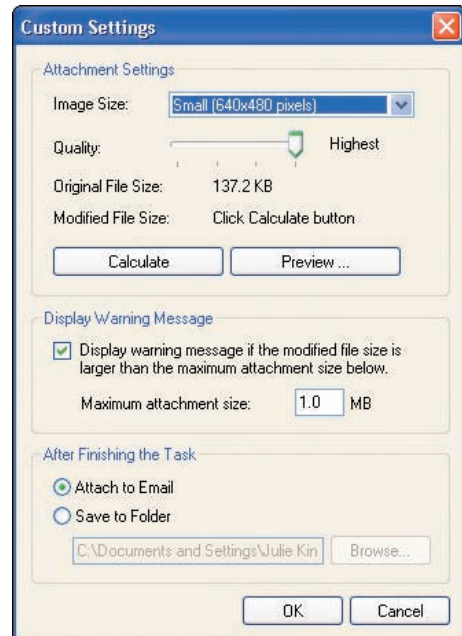 Custom Settings
Attachment Settings
Image Size: Small (640x480 pixels)
Quality: Highest
Original File Size: 137.2 KB
Modified File Size: Click Calculate button
Calculate Preview ...
Display Warning Message
Display warning message if the modified file size is
larger than the maximum attachment size below.
Maximum attachment size: 1.0 MB
After Finishing the Task
Attach to Email
Save to Folder
C:\Documents and Settings\Julie Kin Browse...
OK Cancel